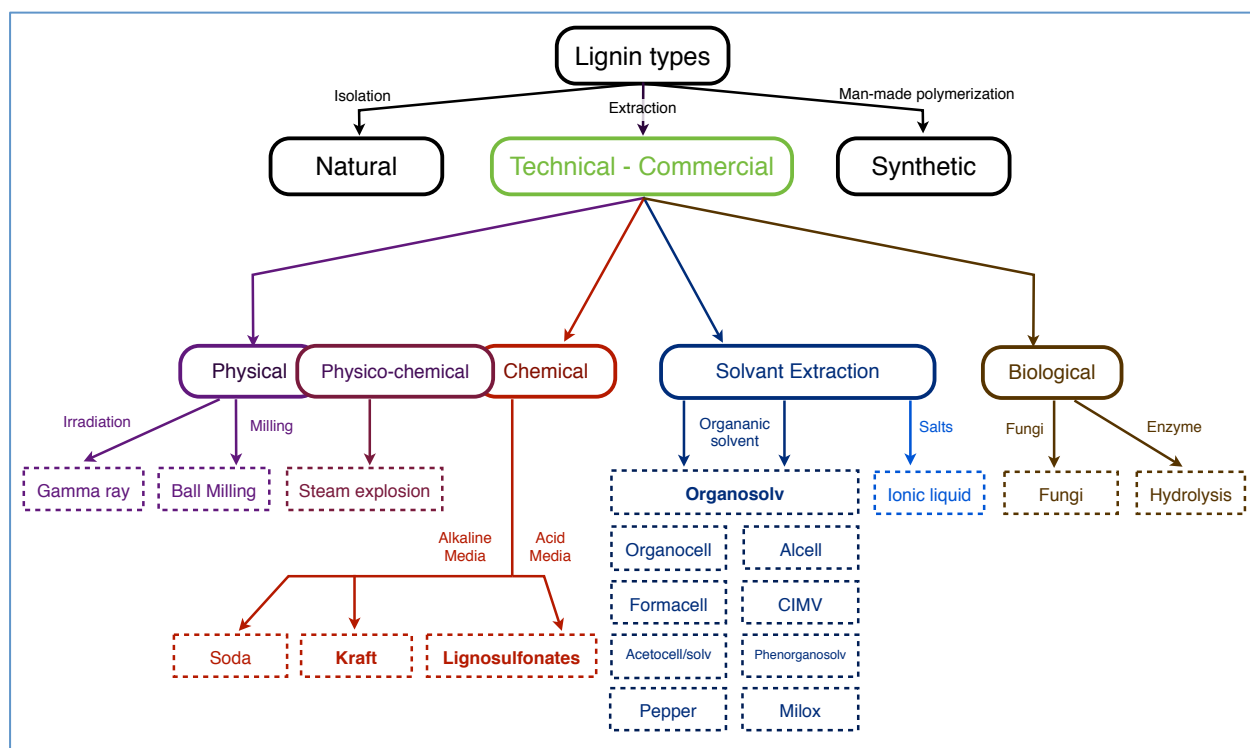 Lignin types
Isolation
Extraction
Man-made polymerization
Natural
Technical - Commercial
Synthetic
Physical
Physico-chemical
Chemical
Solvant Extraction
Biological
Irradiation
Milling
Organanic
solvent
Salts
Fungi
Enzyme
Gamma ray
Ball Milling
Steam explosion
Organosolv
Ionic liquid
Fungi
Hydrolysis
Alkaline
Media
Acid
Media
Organocell
Alcell
Formacell
CIMV
Soda
Kraft
Lignosulfonates
Acetocell/solv
Phenorganosolv
Pepper
Milox